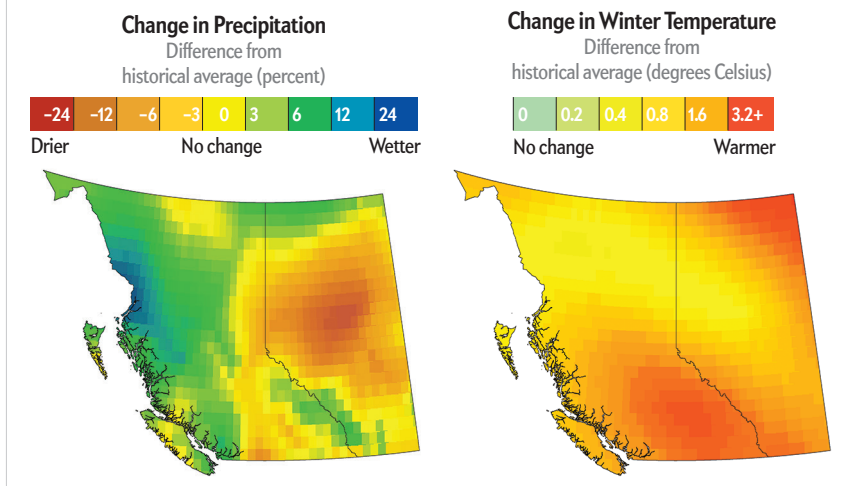 Change in Precipitation
Difference from
historical average (percent)
−24 −12 −6 −3 0 3 6 12 24
Drier No change Wetter
Change in Winter Temperature
Difference from
historical average (degrees Celsius)
0 0.2 0.4 0.8 1.6 3.2+
No change Warmer